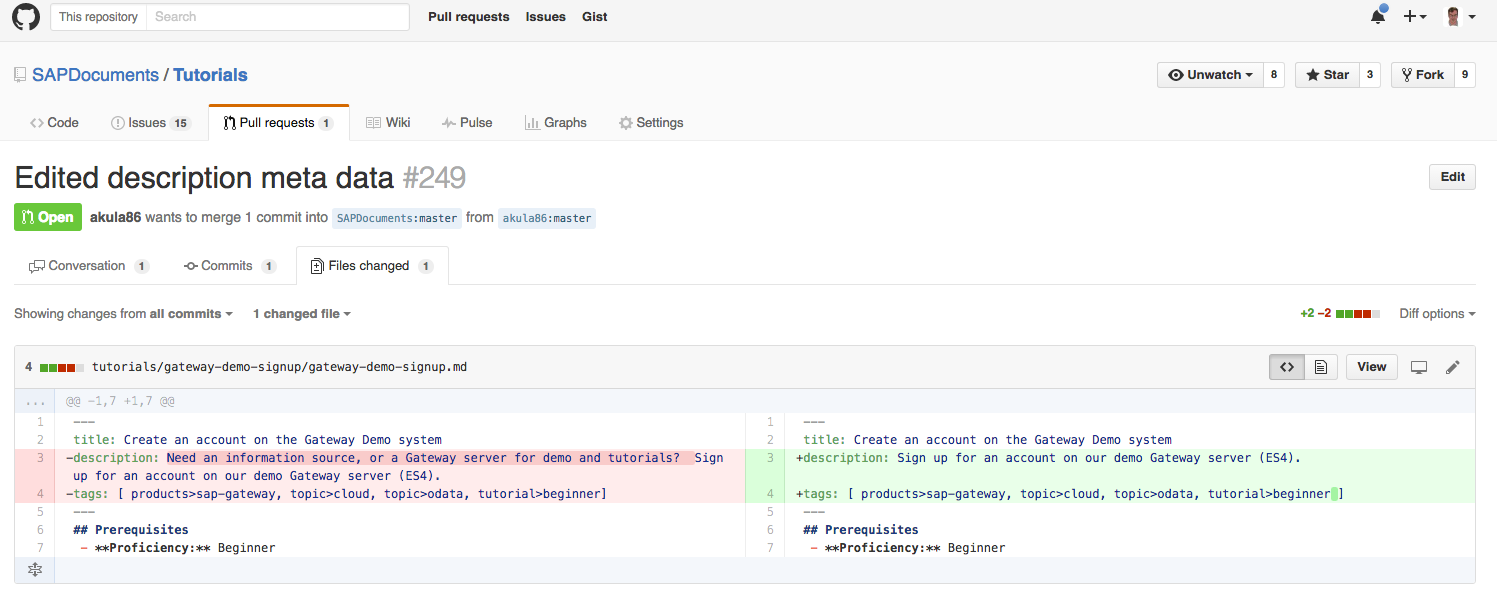 This repository Search Pull requests Issues Gist
SAPDocuments / Tutorials Unwatch 8 Star 3 Fork 9
Code Issues 15 Pull requests 1 Wiki Pulse Graphs Settings
Edited description meta data #249 Edit
Open akula86 wants to merge 1 commit into SAPDocuments:master from akula86:master
Conversation 1 Commits 1 Files changed 1
Showing changes from all commits 1 changed file +2 −2 Diff options
4 tutorials/gateway-demo-signup/gateway-demo-signup.md View
... @@ -1,7 +1,7 @@
1 ---
2 title: Create an account on the Gateway Demo system
3 -description: Need an information source, or a Gateway server for demo and tutorials?  Sign
up for an account on our demo Gateway server (ES4).
4 -tags: [ products>sap-gateway, topic>cloud, topic>odata, tutorial>beginner]
5 ---
6 ## Prerequisites
7 - **Proficiency:** Beginner
1 ---
2 title: Create an account on the Gateway Demo system
3 +description: Sign up for an account on our demo Gateway server (ES4).
4 +tags: [ products>sap-gateway, topic>cloud, topic>odata, tutorial>beginner ]
5 ---
6 ## Prerequisites
7 - **Proficiency:** Beginner